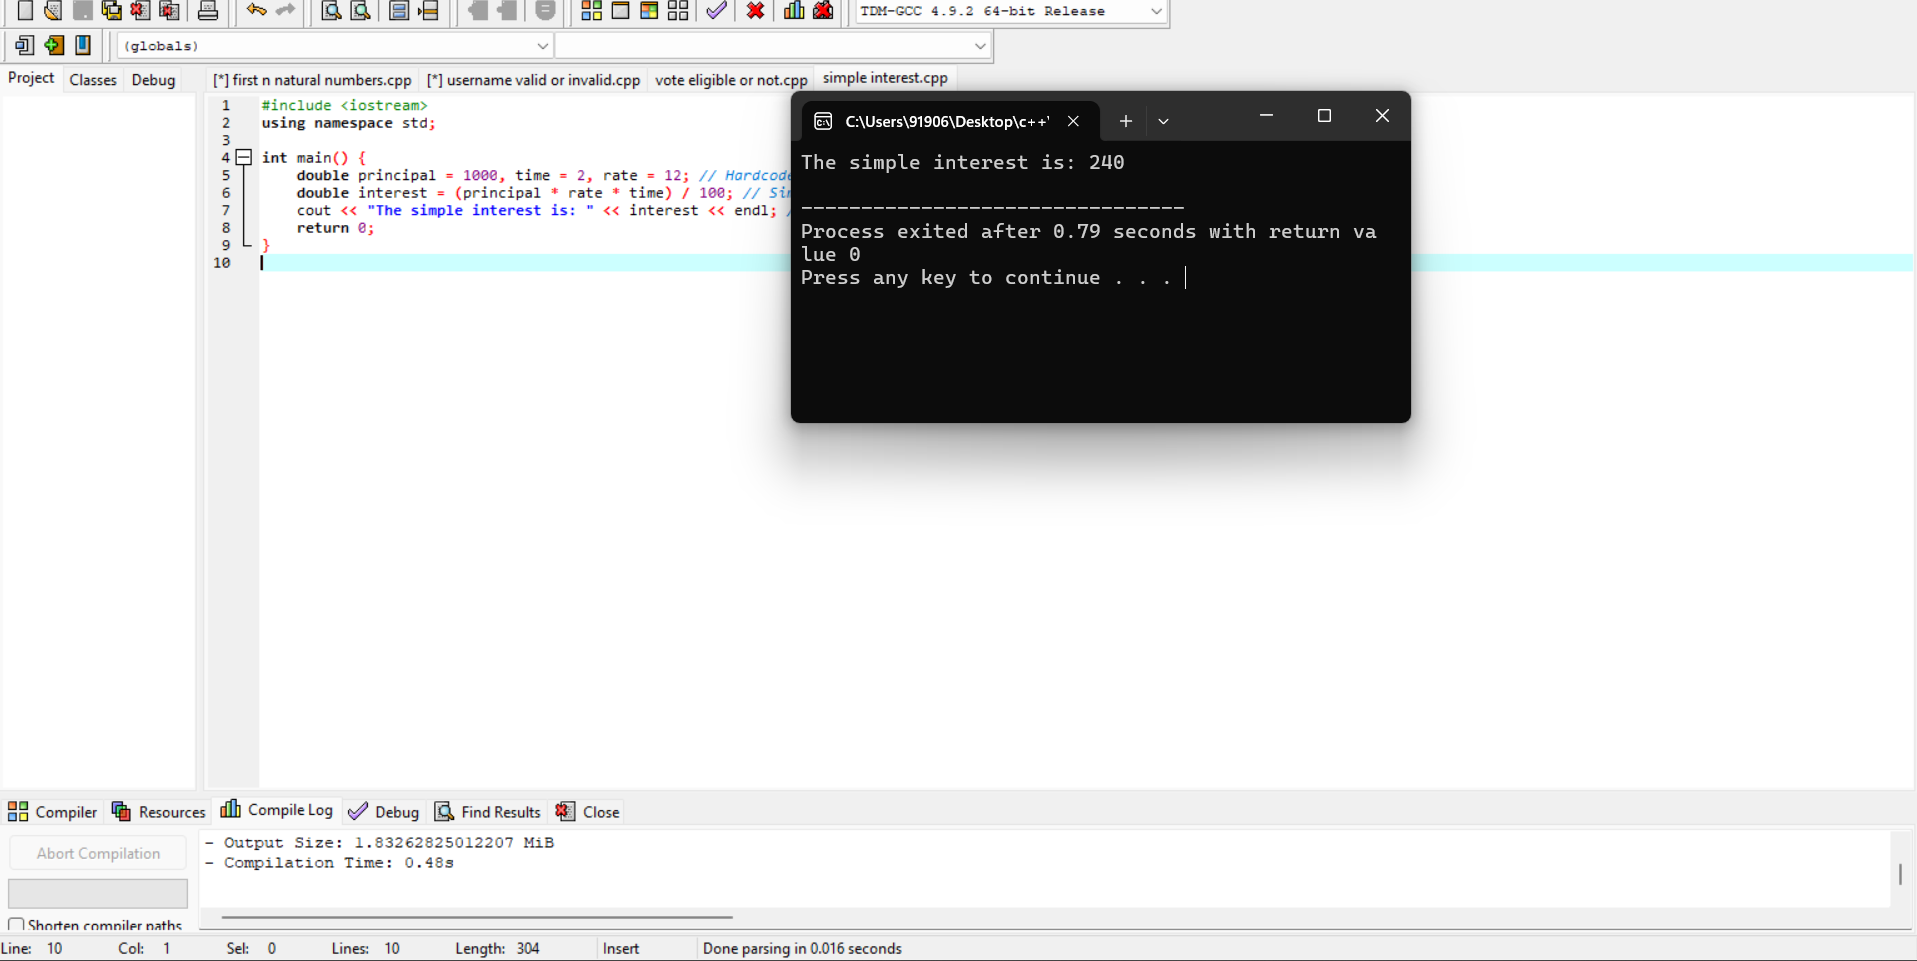 TDM-GCC 4.9.2 64-bit Release
(globals)
Project Classes Debug
[*] first n natural numbers.cpp [*] username valid or invalid.cpp vote eligible or not.cpp simple interest.cpp
1 #include <iostream>
2 using namespace std;
3
4 int main() {
5 double principal = 1000, time = 2, rate = 12; // Hardcode
6 double interest = (principal * rate * time) / 100; // Si
7 cout << "The simple interest is: " << interest << endl; /
8 return 0;
9 }
10
C:\Users\91906\Desktop\c++\
The simple interest is: 240
--------------------------------
Process exited after 0.79 seconds with return va
lue 0
Press any key to continue . . .
Compiler Resources Compile Log Debug Find Results Close
Abort Compilation
Shorten compiler paths
- Output Size: 1.83262825012207 MiB
- Compilation Time: 0.48s
Line: 10 Col: 1 Sel: 0 Lines: 10 Length: 304 Insert Done parsing in 0.016 seconds